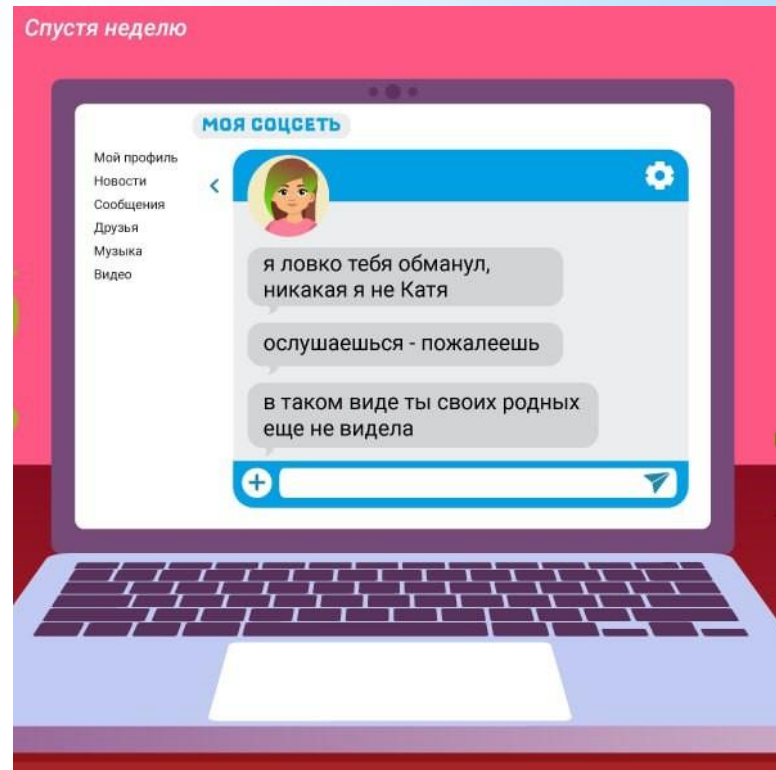 Спустя неделю
МОЯ СОЦСЕТЬ
Мой профиль
Новости
Сообщения
Друзья
Музыка
Видео
я ловко тебя обманул,
никакая я не Катя
ослушаешься - пожалеешь
в таком виде ты своих родных
еще не видела